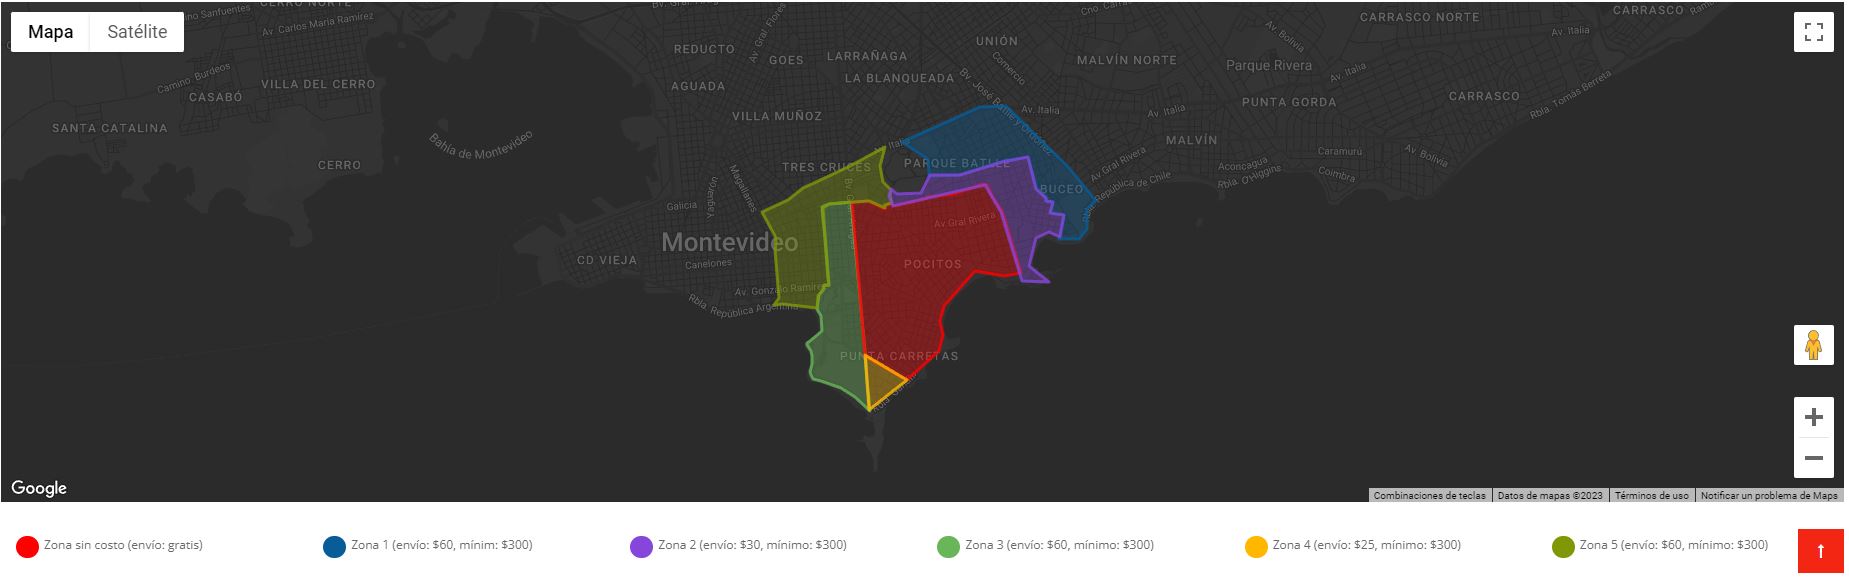 Mapa
Satélite
CERRO NORTE
Camino Sanfuentes
Av. Carlos María Ramírez
Camino. Burdeos
CASABÓ
VILLA DEL CERRO
SANTA CATALINA
CERRO
Bahía de Montevideo
REDUCTO
Av. Gral Flores
GOES
LARRAÑAGA
UNIÓN
Comercio
LA BLANQUEADA
AGUADA
Bv. José Batlle y Ordóñez
VILLA MUÑOZ
Av. Italia
Av. Italia
TRES CRUCES
PARQUE BATLLE
Magallanes
Yaguarón
Galicia
Montevideo
CD VIEJA
Canelones
Av. Gonzalo Ramírez
Rbla. República Argentina
Av Gral Rivera
POCITOS
PUNTA CARRETAS
BUCEO
Av Gral Rivera
Rbla. República de Chile
MALVÍN NORTE
MALVÍN
Av. Italia
Parque Rivera
Av. Bolivia
CARRASCO NORTE
CARRASCO
Av. Italia
Av. Italia
PUNTA GORDA
CARRASCO
Rbla. Tomás Berreta
Caramurú
Av. Bolivia
Aconcagua
Rbla. O'Higgins
Coimbra
Google
Combinaciones de teclas
Datos de mapas ©2023
Términos de uso
Notificar un problema de Maps
Zona sin costo (envío: gratis)
Zona 1 (envío: $60, mínim: $300)
Zona 2 (envío: $30, mínimo: $300)
Zona 3 (envío: $60, mínimo: $300)
Zona 4 (envío: $25, mínimo: $300)
Zona 5 (envío: $60, mínimo: $300)